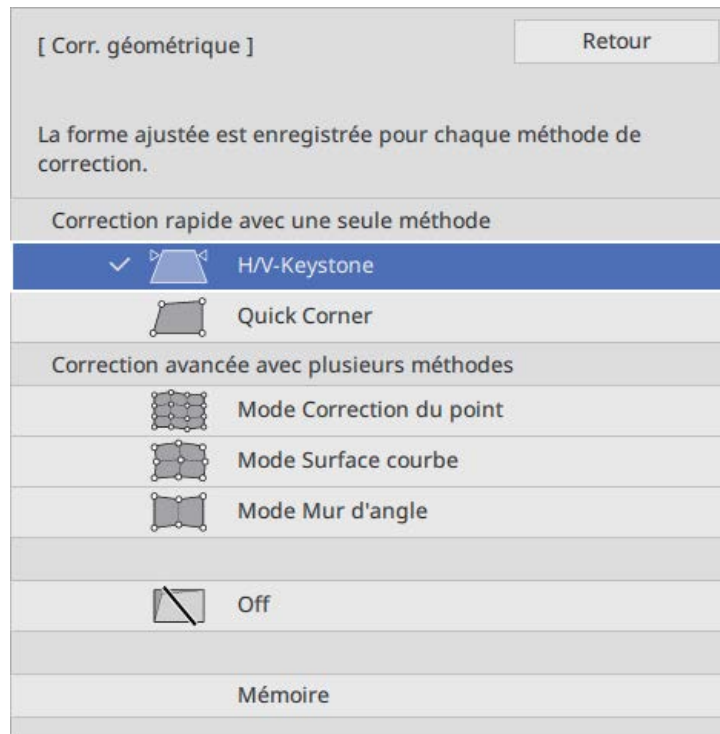 [ Corr. géométrique ]
Retour
La forme ajustée est enregistrée pour chaque méthode de
correction.
Correction rapide avec une seule méthode
H/V-Keystone
Quick Corner
Correction avancée avec plusieurs méthodes
Mode Correction du point
Mode Surface courbe
Mode Mur d'angle
Off
Mémoire